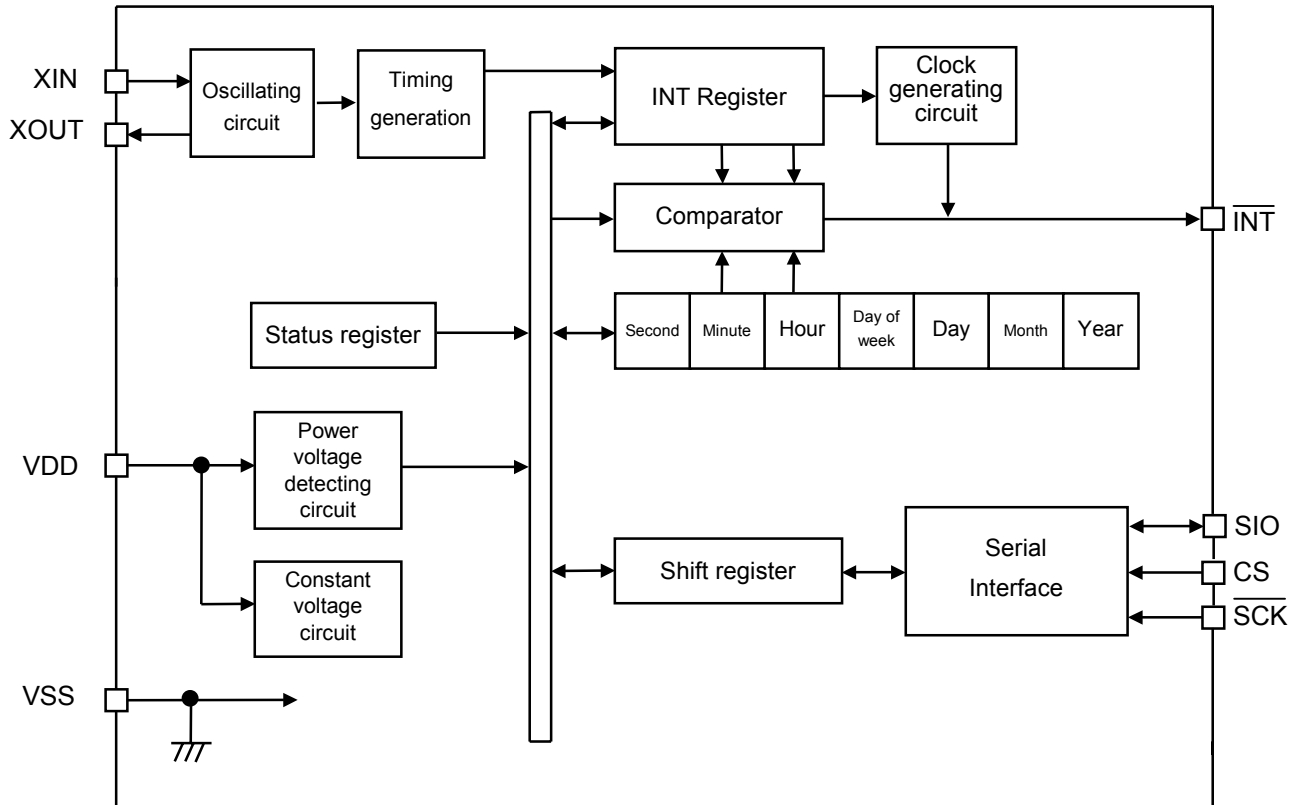 XIN
XOUT
Oscillating
circuit
Timing
generation
INT Register
Clock
generating
circuit
Comparator
INT
Status register
Second
Minute
Hour
Day of
week
Day
Month
Year
VDD
Power
voltage
detecting
circuit
Constant
voltage
circuit
Shift register
Serial
Interface
SIO
CS
SCK
VSS